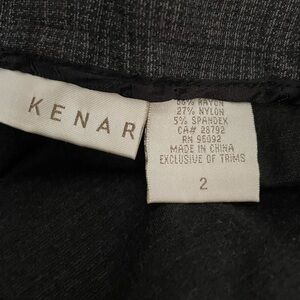 KENAR
68% RAYON
27% NYLON
5% SPANDEX
CA# 28792
RN 96092
MADE IN CHINA
EXCLUSIVE OF TRIMS
2